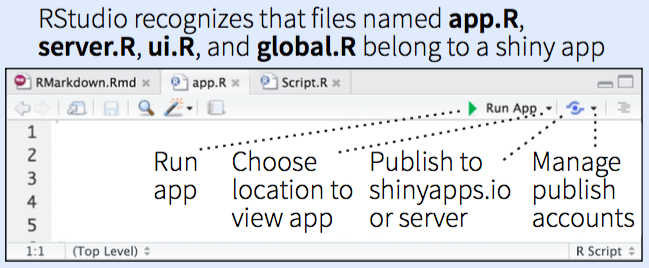 RStudio recognizes that files named app.R,
server.R, ui.R, and global.R belong to a shiny app
RMarkdown.Rmd × app.R × Script.R ×
Run App
1
2
3
4
5
Run
app
Choose
location to
view app
Publish to
shinyapps.io
or server
Manage
publish
accounts
1:1 (Top Level) R Script